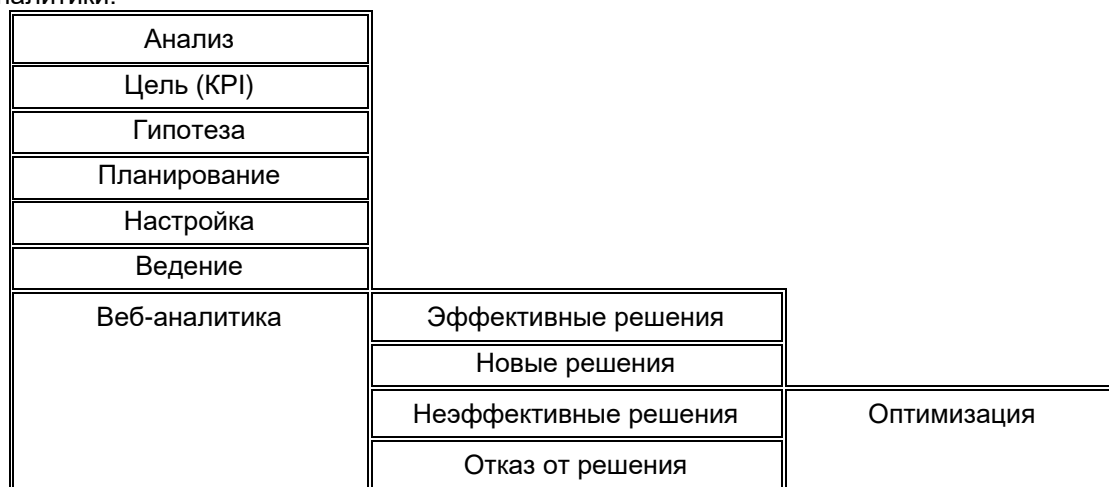 Анализ
Цель (KPI)
Гипотеза
Планирование
Настройка
Ведение
Веб-аналитика Эффективные решения
Новые решения
Неэффективные решения Оптимизация
Отказ от решения